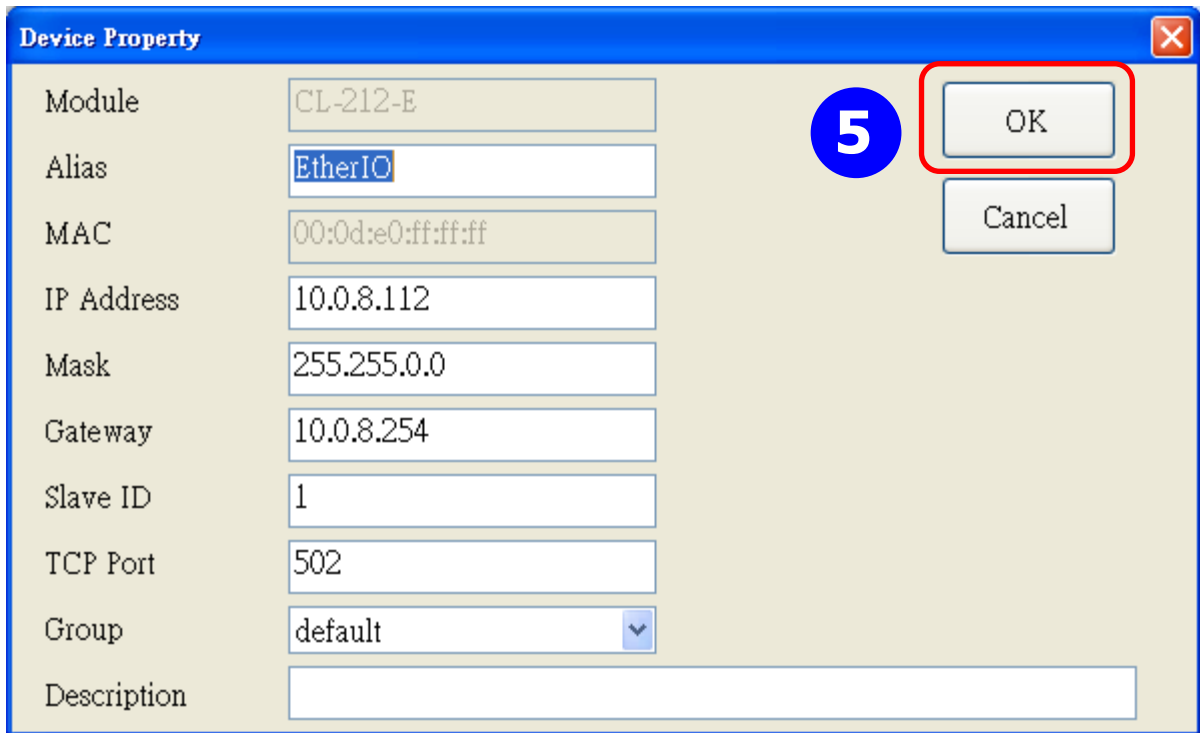 Device Property
Module CL-212-E
5
OK
Alias EtherIO
Cancel
MAC 00:0d:e0:ff:ff:ff
IP Address 10.0.8.112
Mask 255.255.0.0
Gateway 10.0.8.254
Slave ID 1
TCP Port 502
Group default
Description